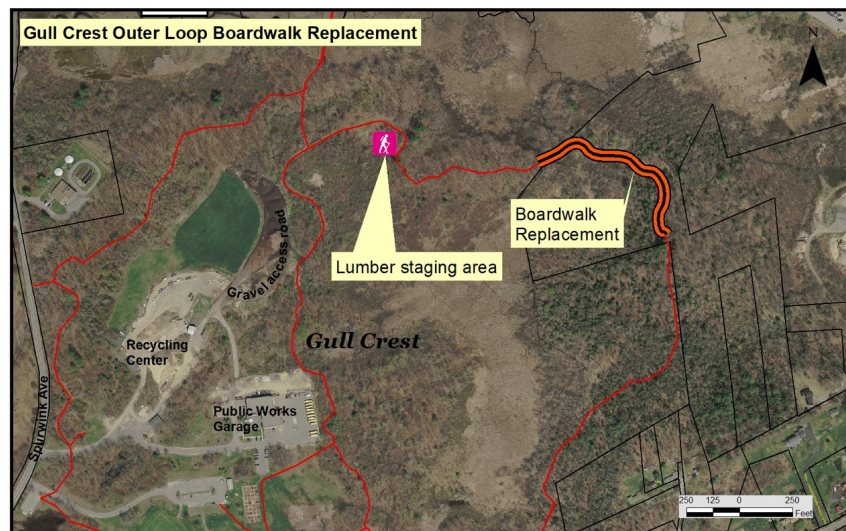 Gull Crest Outer Loop Boardwalk Replacement
N
Boardwalk
Replacement
Lumber staging area
Gravel access road
Gull Crest
Recycling
Center
Public Works
Garage
Spurwink Ave
250 125 0 250
Feet